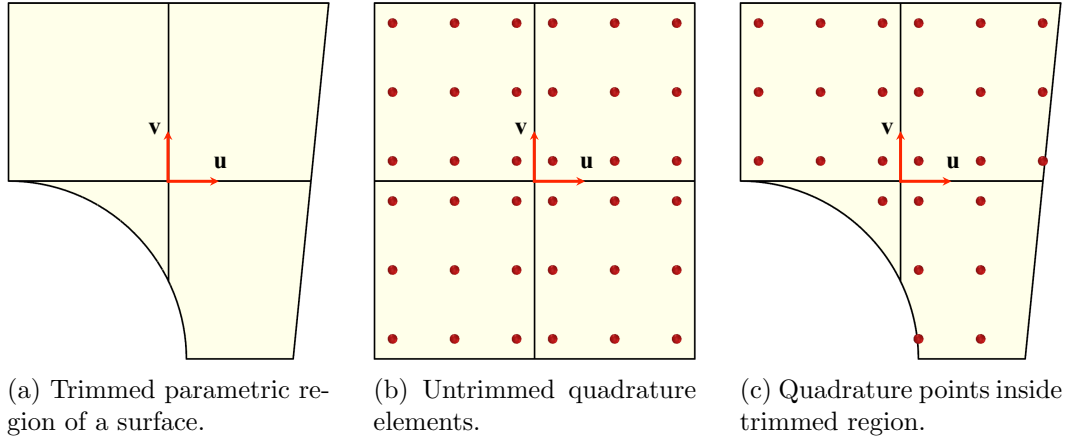 v
u
v
u
v
u
(a) Trimmed parametric re-
gion of a surface.
(b) Untrimmed quadrature
elements.
(c) Quadrature points inside
trimmed region.